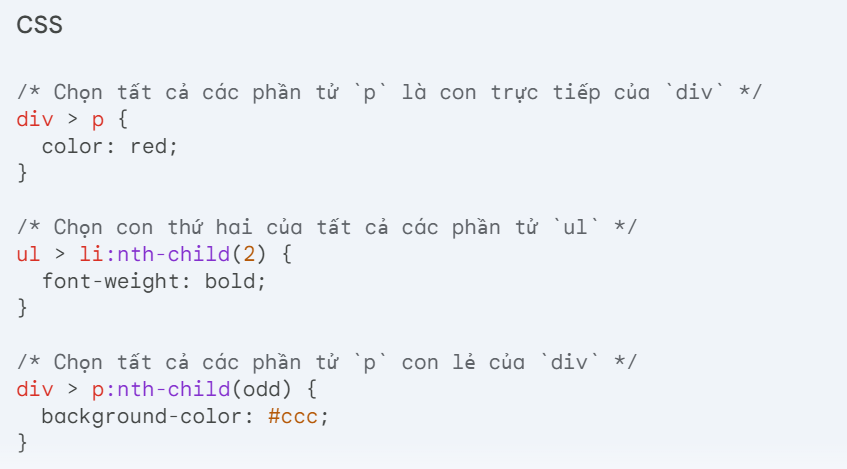 CSS
/* Chọn tất cả các phần tử `p` là con trực tiếp của `div` */
div > p {
  color: red;
}
/* Chọn con thứ hai của tất cả các phần tử `ul` */
ul > li:nth-child(2) {
  font-weight: bold;
}
/* Chọn tất cả các phần tử `p` con lẻ của `div` */
div > p:nth-child(odd) {
  background-color: #ccc;
}